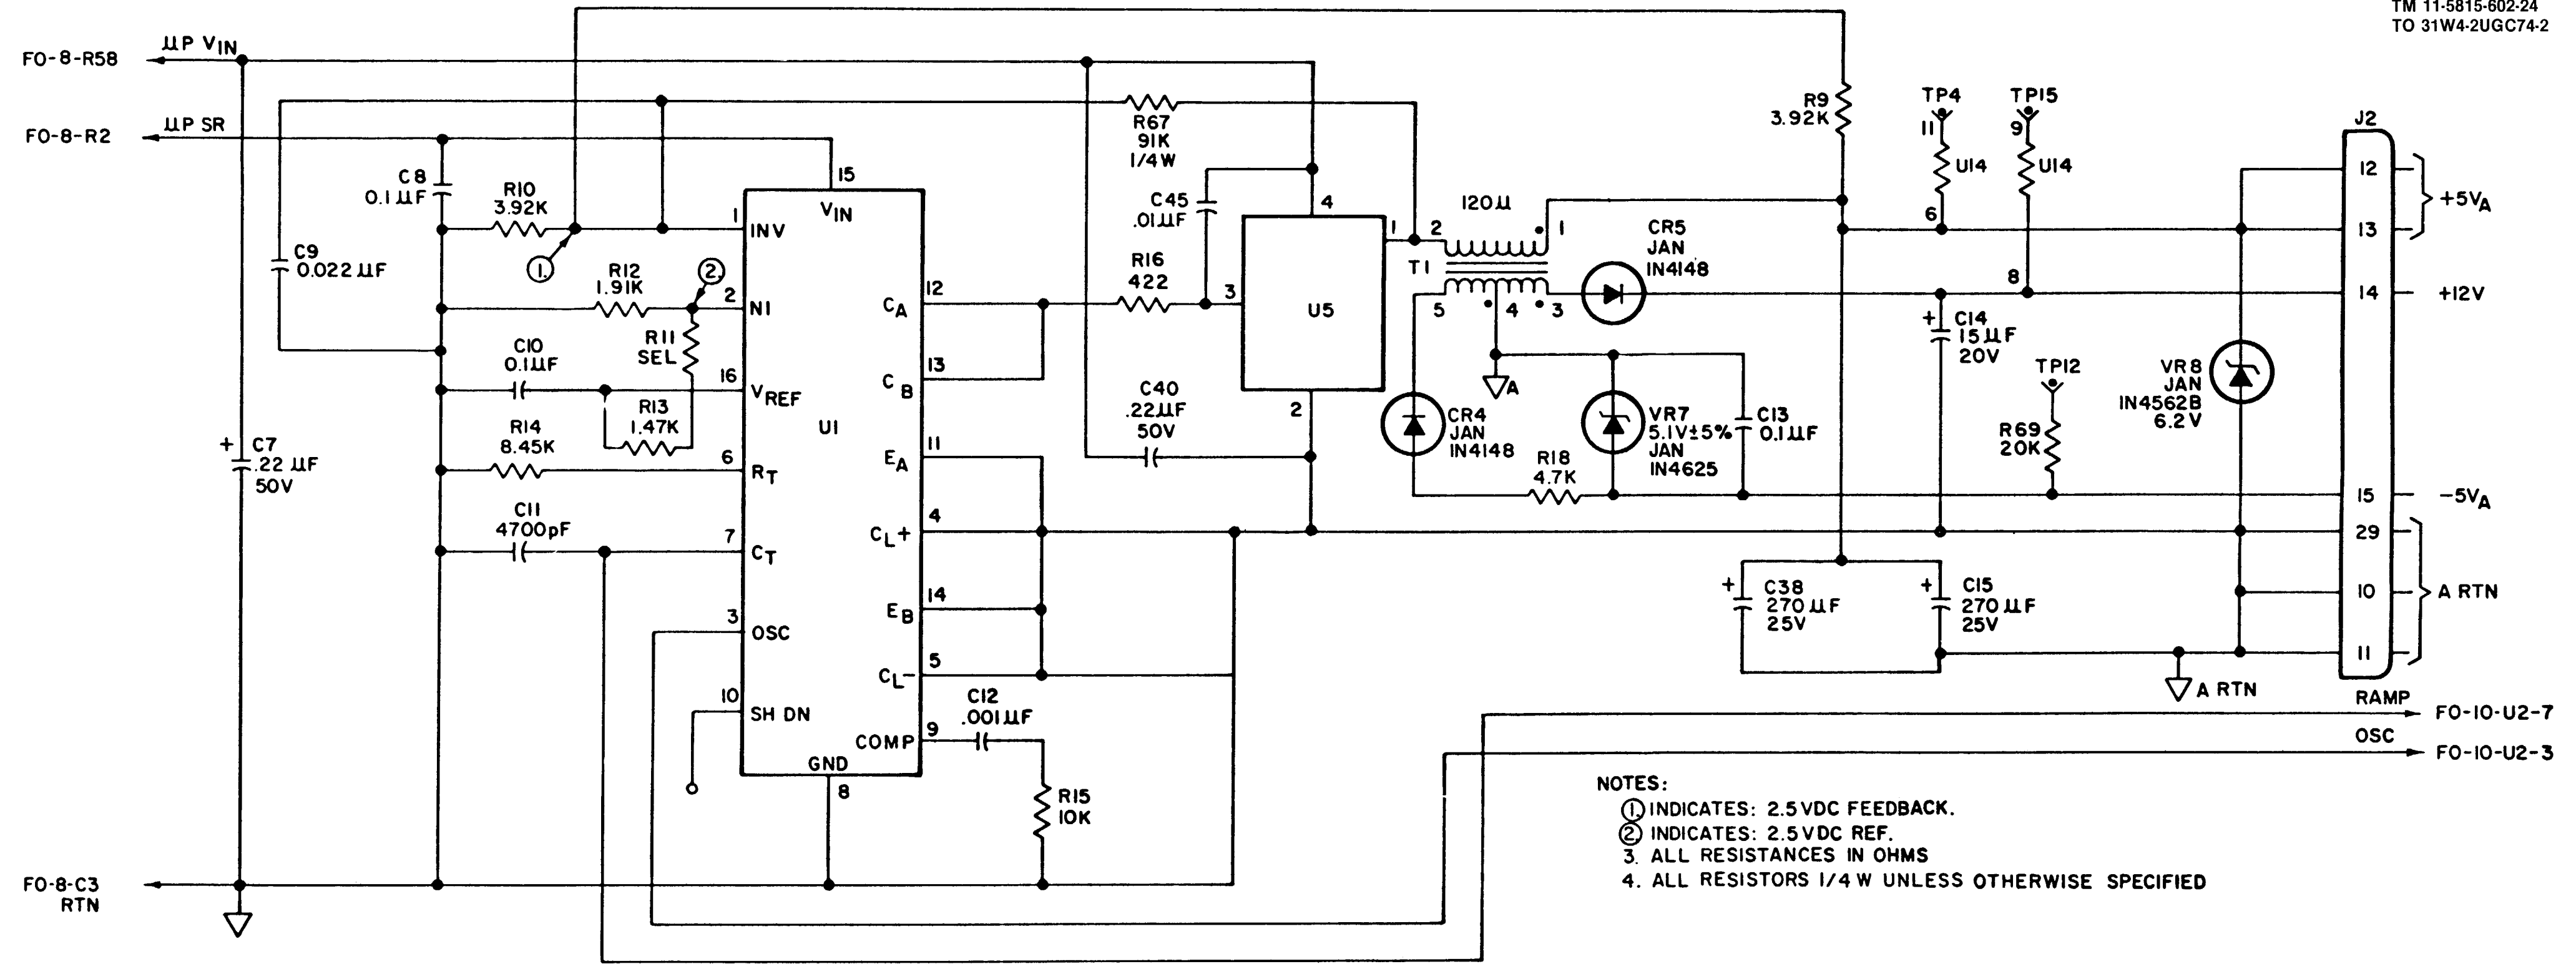 TM 11-5815-602-24
TO 31W4-2UGC74-2
FO-8-R58
µP VIN
FO-8-R2
µP SR
C8
0.1µF
R10
3.92K
C9
0.022µF
1.
R12
1.91K
2.
R11
SEL
C10
0.1µF
R13
1.47K
R14
8.45K
C7
.22 µF
50V
+
C11
4700pF
FO-8-C3
RTN
15
VIN
1
INV
2
NI
16
VREF
U1
6
RT
7
CT
3
OSC
10
SH DN
GND
8
12
CA
13
CB
11
EA
4
CL+
14
EB
5
CL-
9
COMP
C12
.001µF
R15
10K
R67
91K
1/4W
C45
.01µF
R16
422
C40
.22µF
50V
4
3
U5
1
2
2
120µ
1
T1
5
4
3
A
CR5
JAN
IN4148
CR4
JAN
IN4148
R18
4.7K
VR7
5.1V±5%
JAN
IN4625
C13
0.1µF
R9
3.92K
TP4
11
U14
6
TP15
9
U14
8
+
C14
15µF
20V
TP12
R69
20K
VR8
JAN
IN4562B
6.2V
+
C38
270µF
25V
+
C15
270µF
25V
A RTN
J2
12
13
+5VA
14
+12V
15
-5VA
29
10
11
A RTN
RAMP
FO-10-U2-7
OSC
FO-10-U2-3
NOTES:
1. INDICATES: 2.5VDC FEEDBACK.
2. INDICATES: 2.5VDC REF.
3. ALL RESISTANCES IN OHMS
4. ALL RESISTORS 1/4 W UNLESS OTHERWISE SPECIFIED